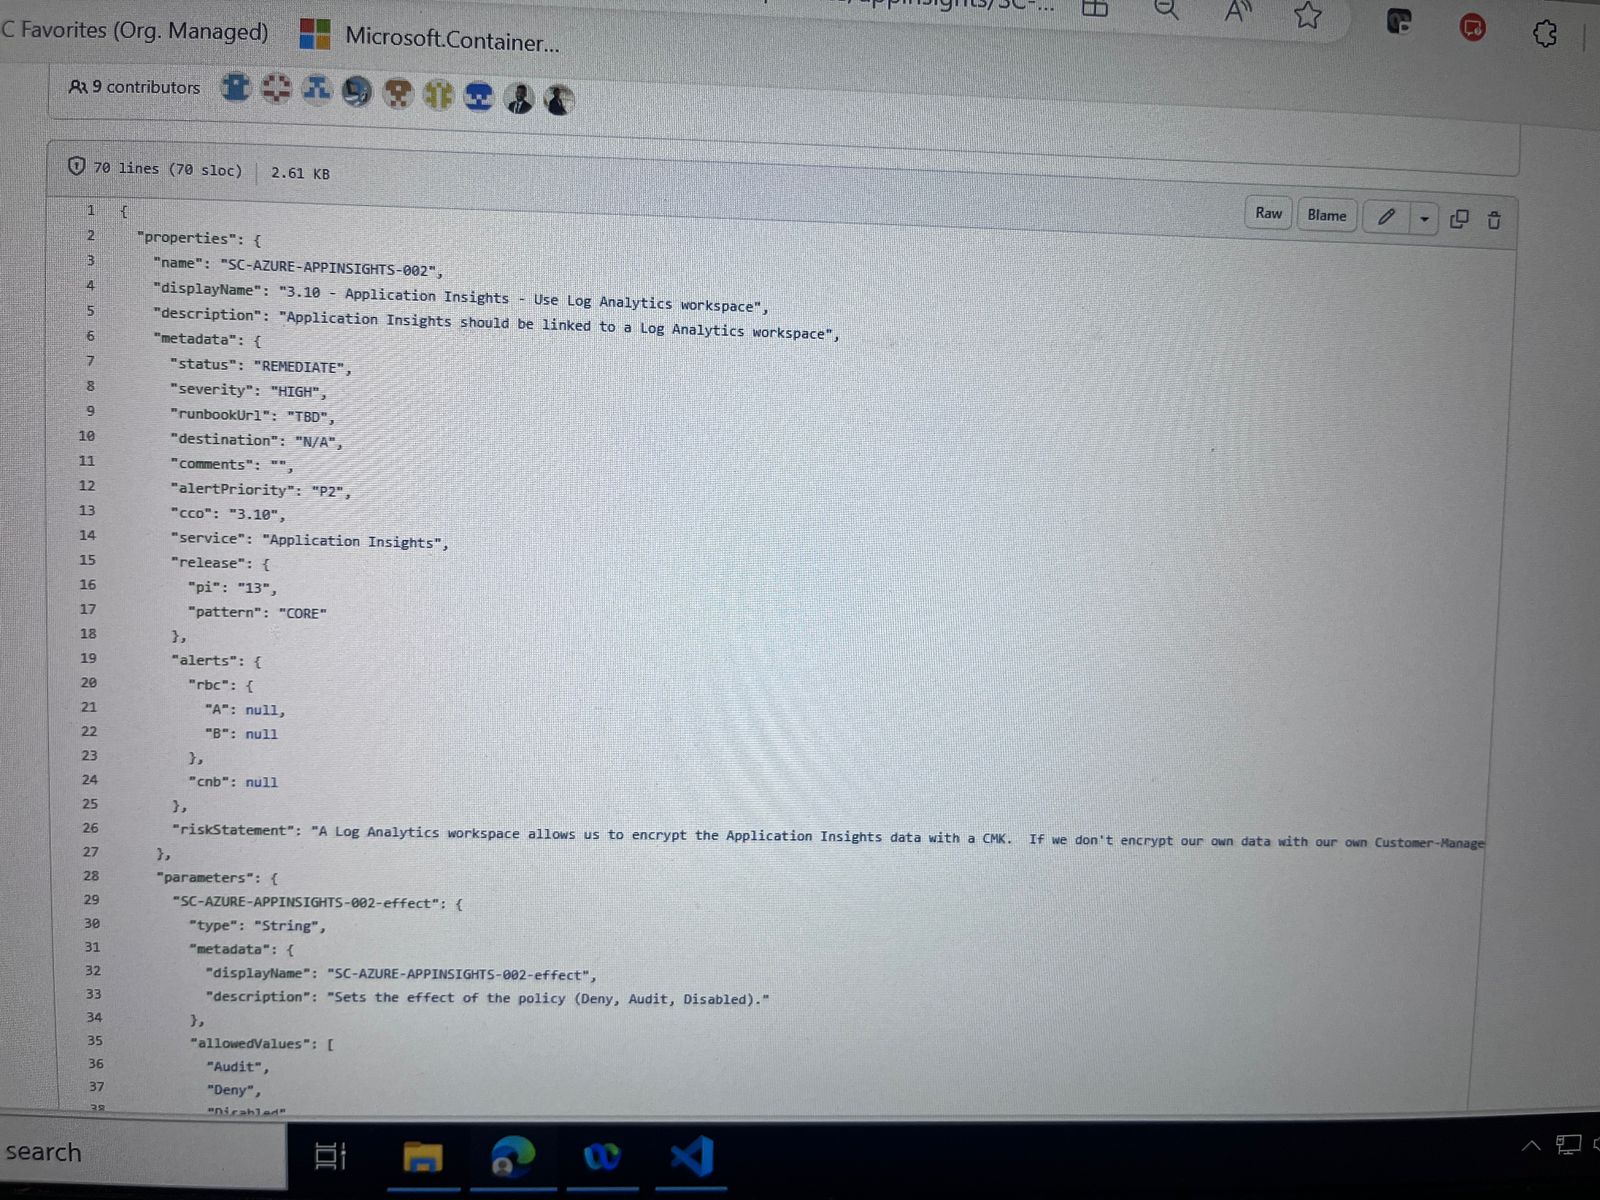 C Favorites (Org. Managed) Microsoft.Container...
9 contributors
70 lines (70 sloc) 2.61 KB
Raw Blame
1 {
2 "properties": {
3 "name": "SC-AZURE-APPINSIGHTS-002",
4 "displayName": "3.10 - Application Insights - Use Log Analytics workspace",
5 "description": "Application Insights should be linked to a Log Analytics workspace",
6 "metadata": {
7 "status": "REMEDIATE",
8 "severity": "HIGH",
9 "runbookUrl": "TBD",
10 "destination": "N/A",
11 "comments": "",
12 "alertPriority": "P2",
13 "cco": "3.10",
14 "service": "Application Insights",
15 "release": {
16 "pi": "13",
17 "pattern": "CORE"
18 },
19 "alerts": {
20 "rbc": {
21 "A": null,
22 "B": null
23 },
24 "cnb": null
25 },
26 "riskStatement": "A Log Analytics workspace allows us to encrypt the Application Insights data with a CMK.  If we don't encrypt our own data with our own Customer-Manage
27 },
28 "parameters": {
29 "SC-AZURE-APPINSIGHTS-002-effect": {
30 "type": "String",
31 "metadata": {
32 "displayName": "SC-AZURE-APPINSIGHTS-002-effect",
33 "description": "Sets the effect of the policy (Deny, Audit, Disabled)."
34 },
35 "allowedValues": [
36 "Audit",
37 "Deny",
38 "Disabled"
search